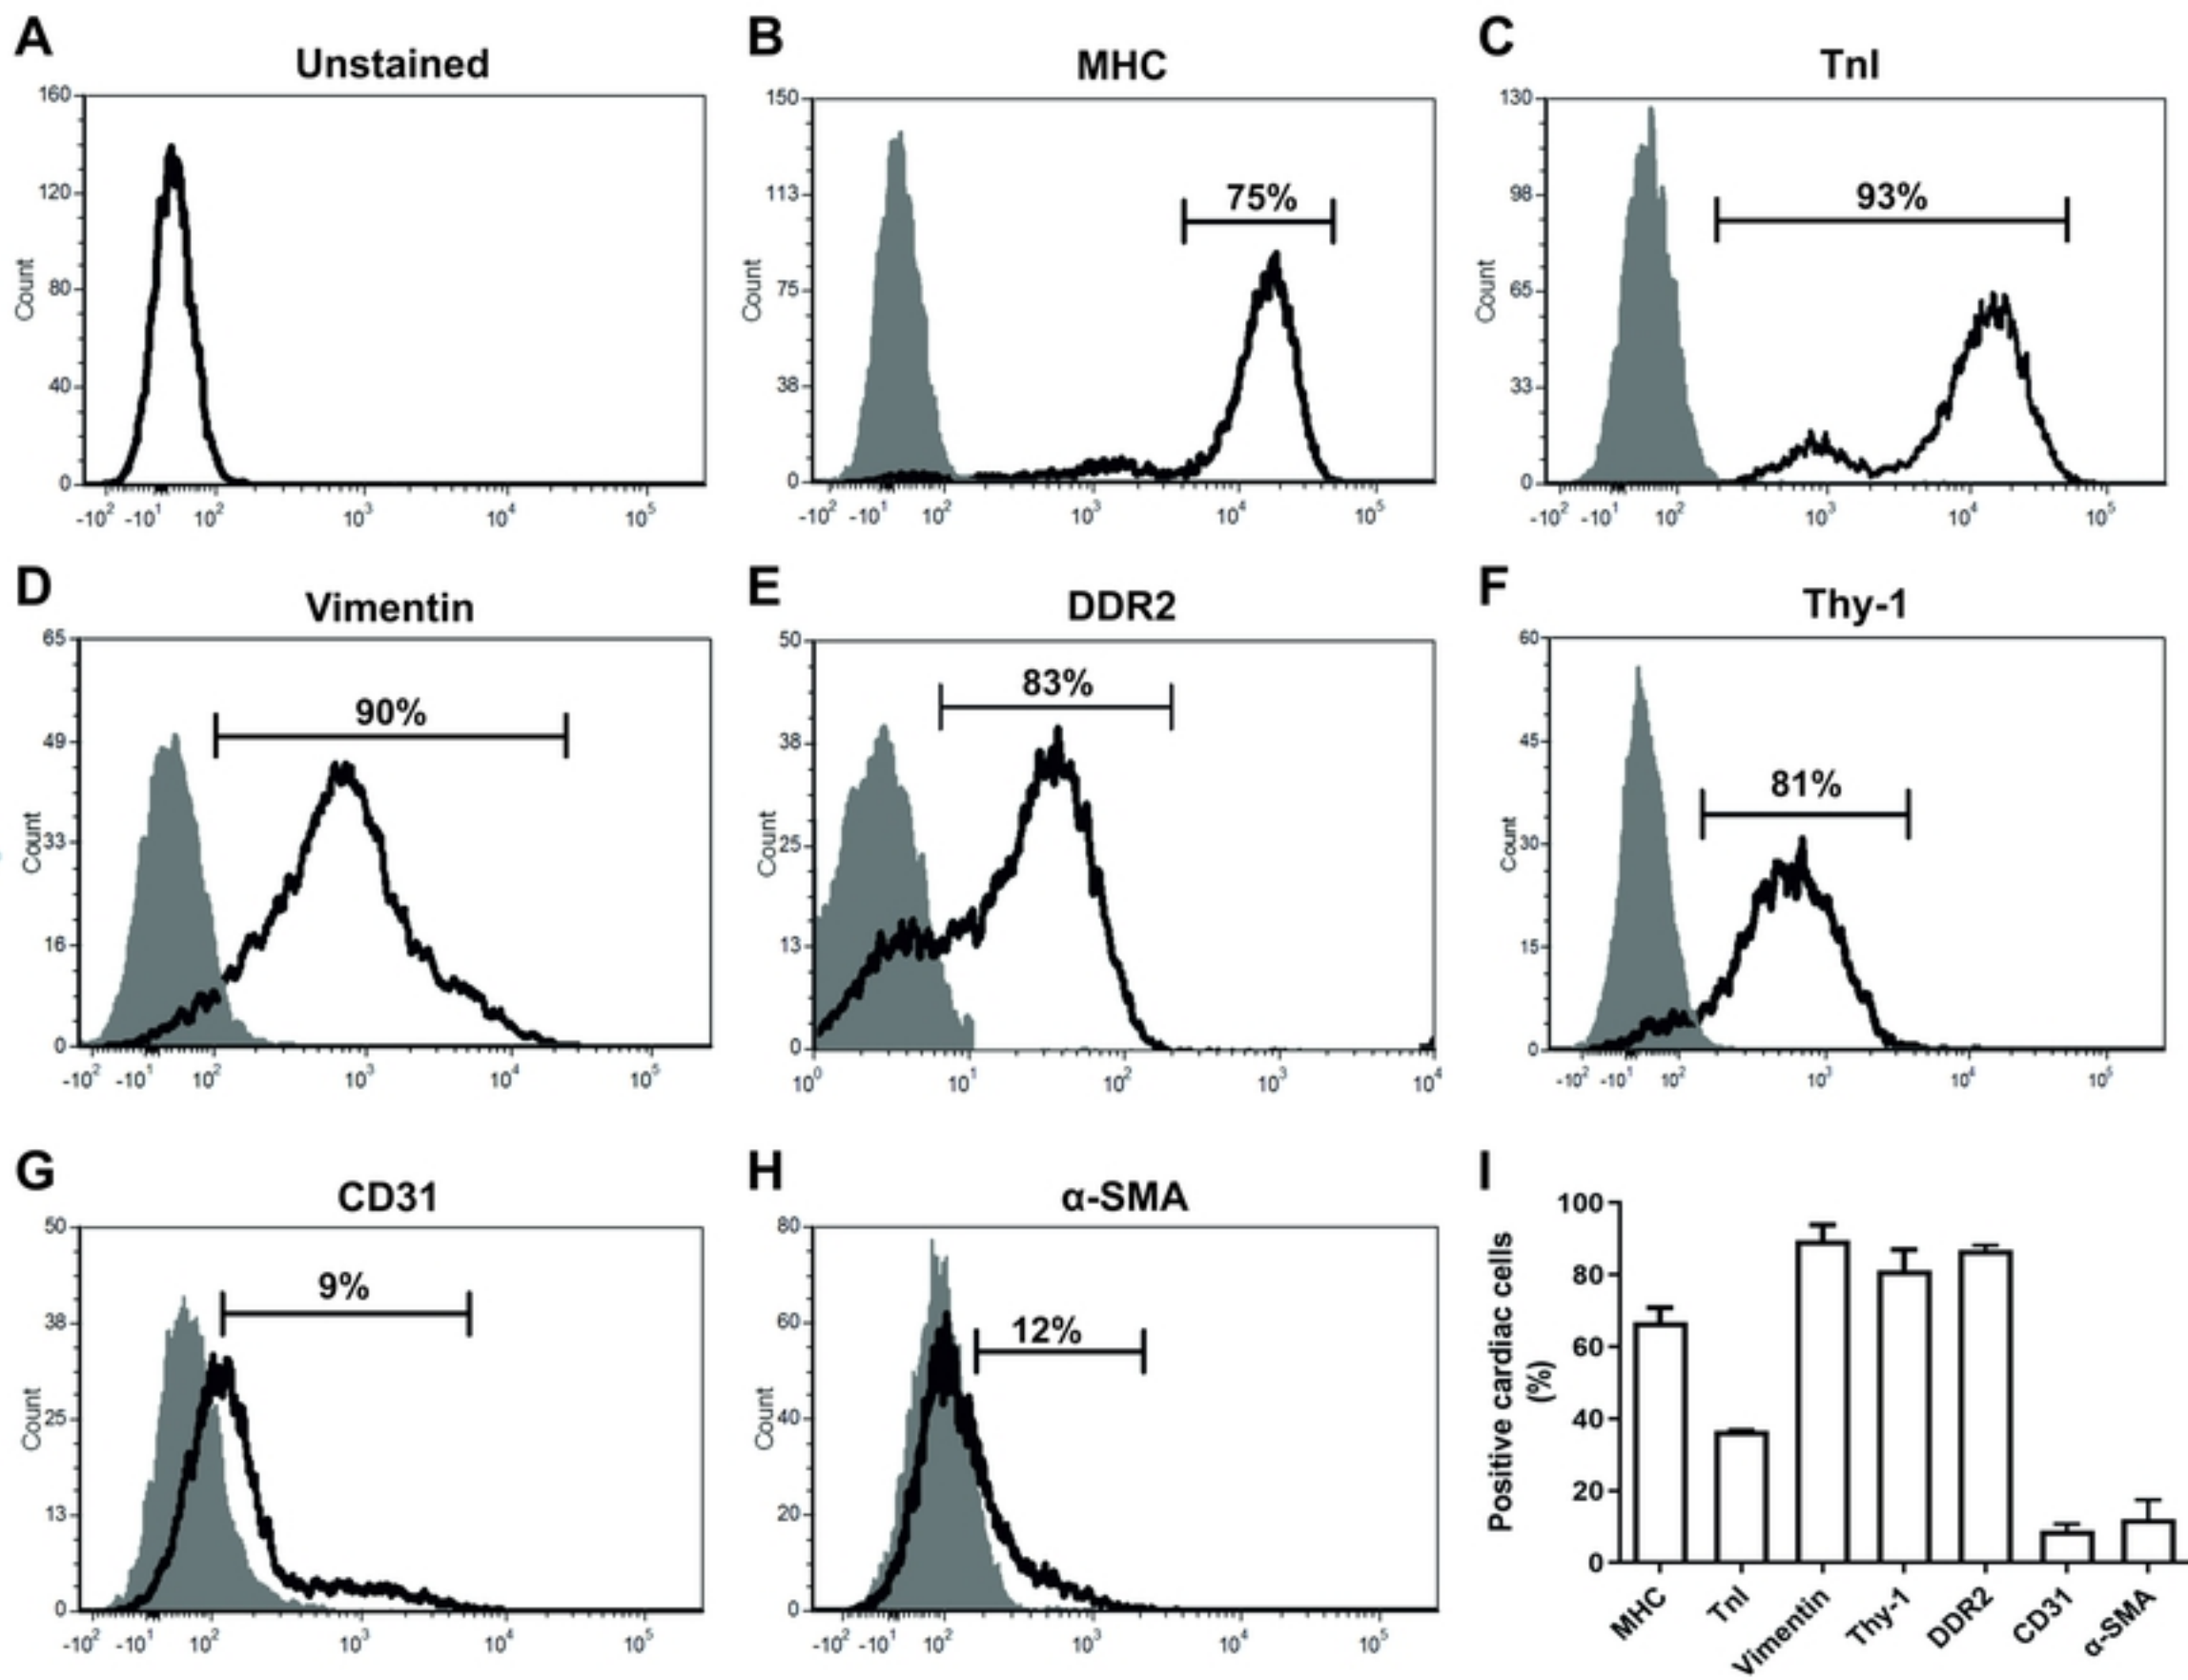 A
Unstained
160
120
80
40
0
Count
-10² -10¹ 10² 10³ 10⁴ 10⁵
B
MHC
150
113
75
38
0
Count
75%
-10² -10¹ 10² 10³ 10⁴ 10⁵
C
TnI
130
98
65
33
0
Count
93%
-10² -10¹ 10² 10³ 10⁴ 10⁵
D
Vimentin
65
49
33
16
0
Count
90%
-10² -10¹ 10² 10³ 10⁴ 10⁵
E
DDR2
50
38
25
13
0
Count
83%
10⁰ 10¹ 10² 10³ 10⁴
F
Thy-1
60
45
30
15
0
Count
81%
-10² -10¹ 10² 10³ 10⁴ 10⁵
G
CD31
50
38
25
13
0
Count
9%
-10² -10¹ 10² 10³ 10⁴ 10⁵
H
α-SMA
80
60
40
20
0
Count
12%
-10² -10¹ 10² 10³ 10⁴ 10⁵
I
Positive cardiac cells
(%)
100
80
60
40
20
0
MHC
TnI
Vimentin
Thy-1
DDR2
CD31
α-SMA